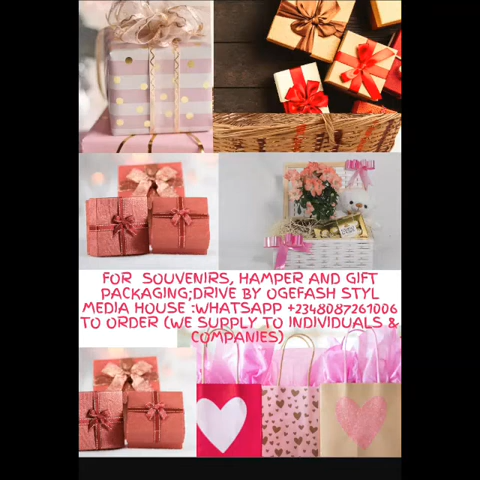 FOR SOUVENIRS, HAMPER AND GIFT
PACKAGING;DRIVE BY OGEFASH STYL
MEDIA HOUSE :WHATSAPP +2348087261006
TO ORDER (WE SUPPLY TO INDIVIDUALS &
COMPANIES)